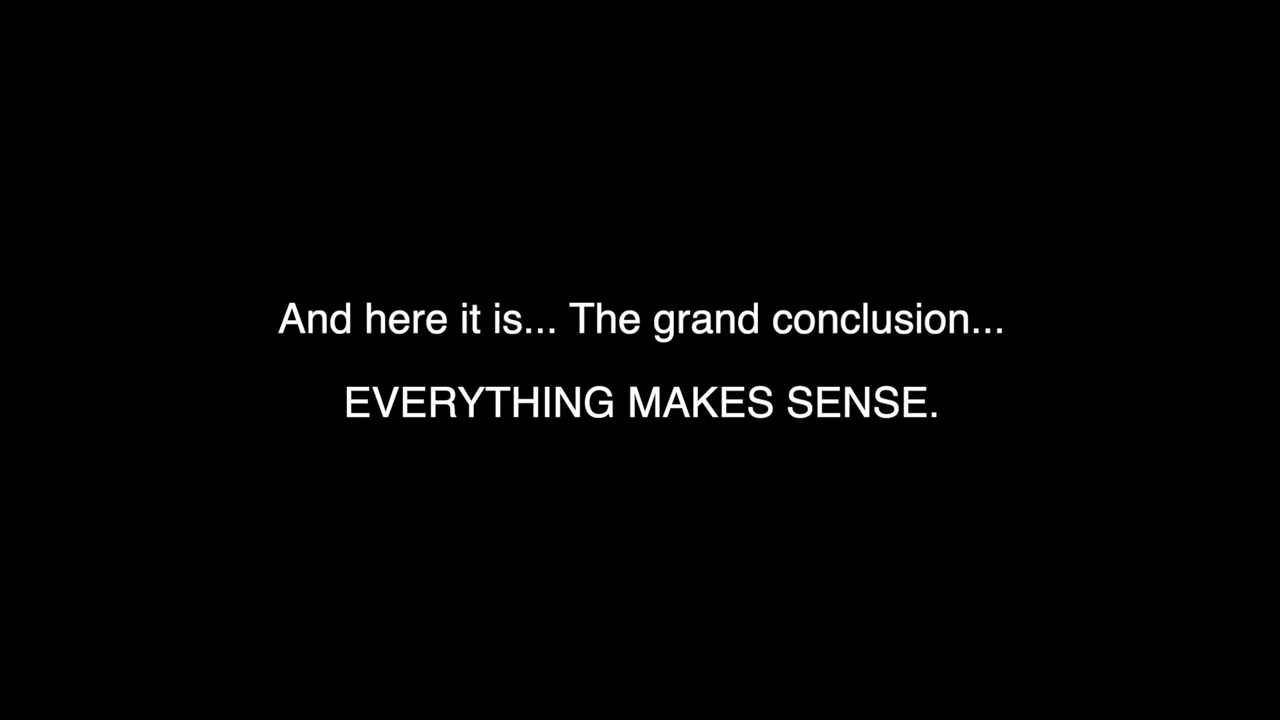 And here it is... The grand conclusion...
EVERYTHING MAKES SENSE.